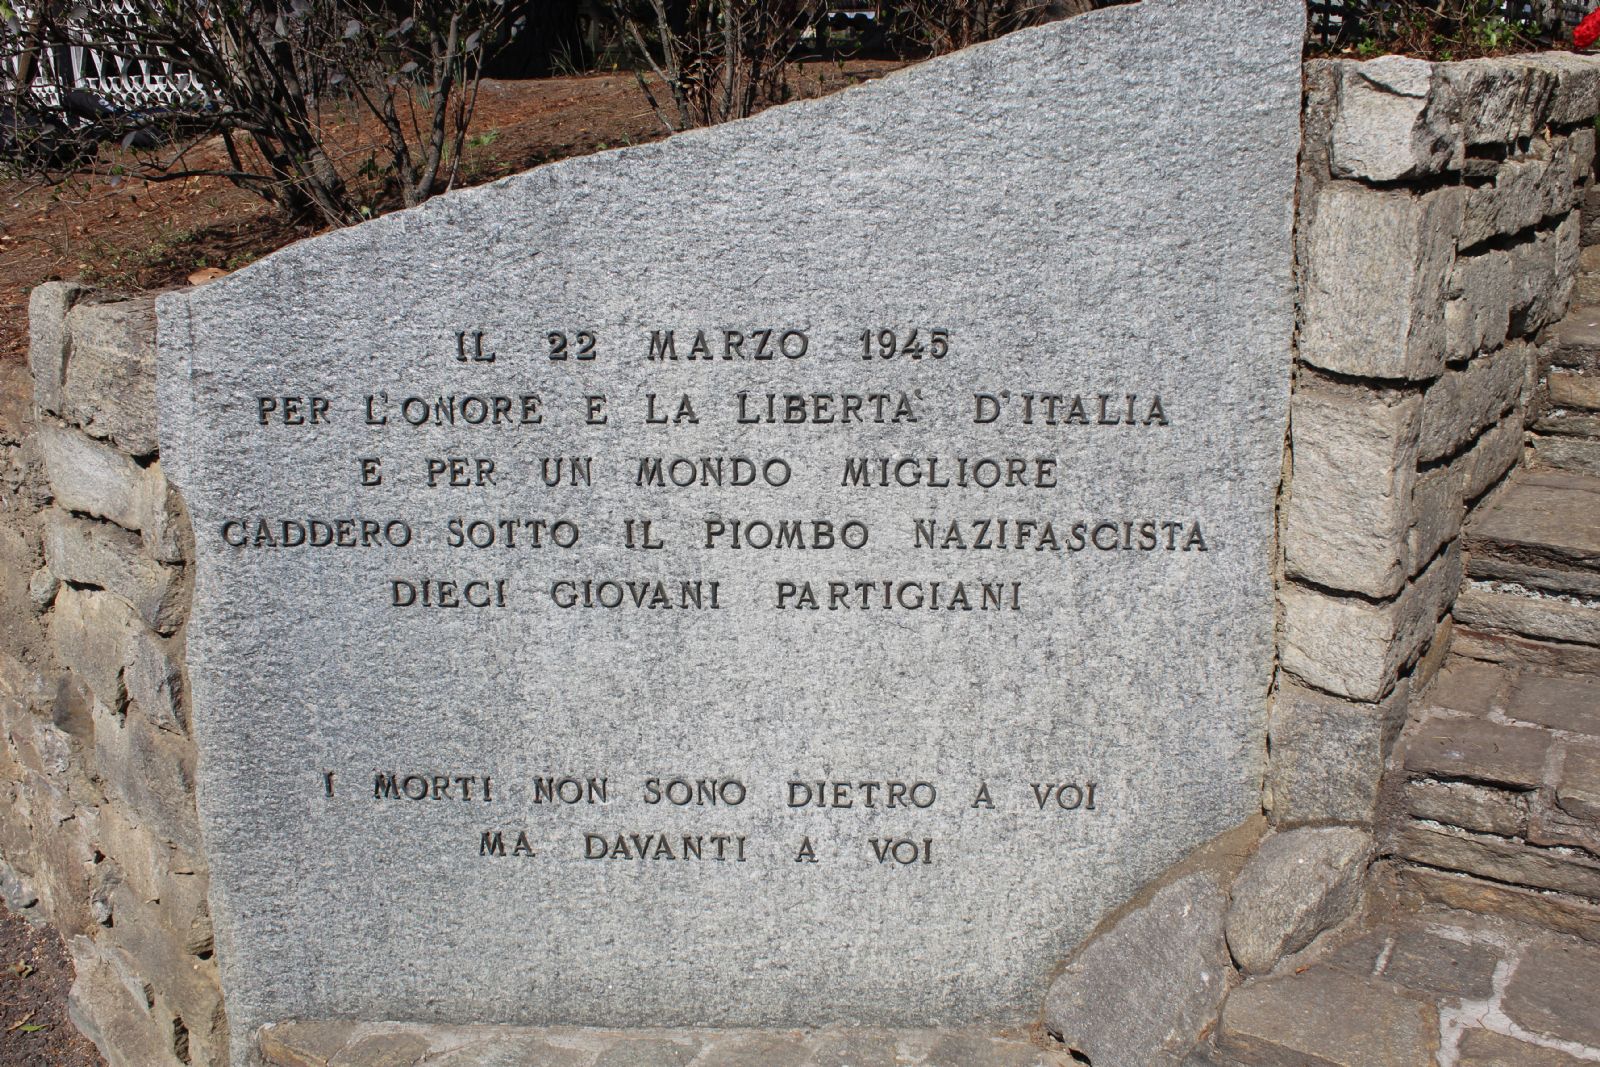 IL 22 MARZO 1945
PER L'ONORE E LA LIBERTA' D'ITALIA
E PER UN MONDO MIGLIORE
CADDERO SOTTO IL PIOMBO NAZIFASCISTA
DIECI GIOVANI PARTIGIANI
I MORTI NON SONO DIETRO A VOI
MA DAVANTI A VOI